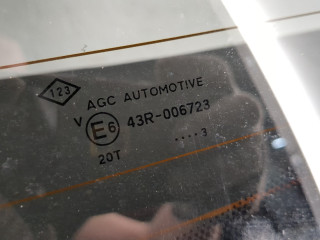 123
AGC AUTOMOTIVE
V
E6 43R-006723
20T
....3